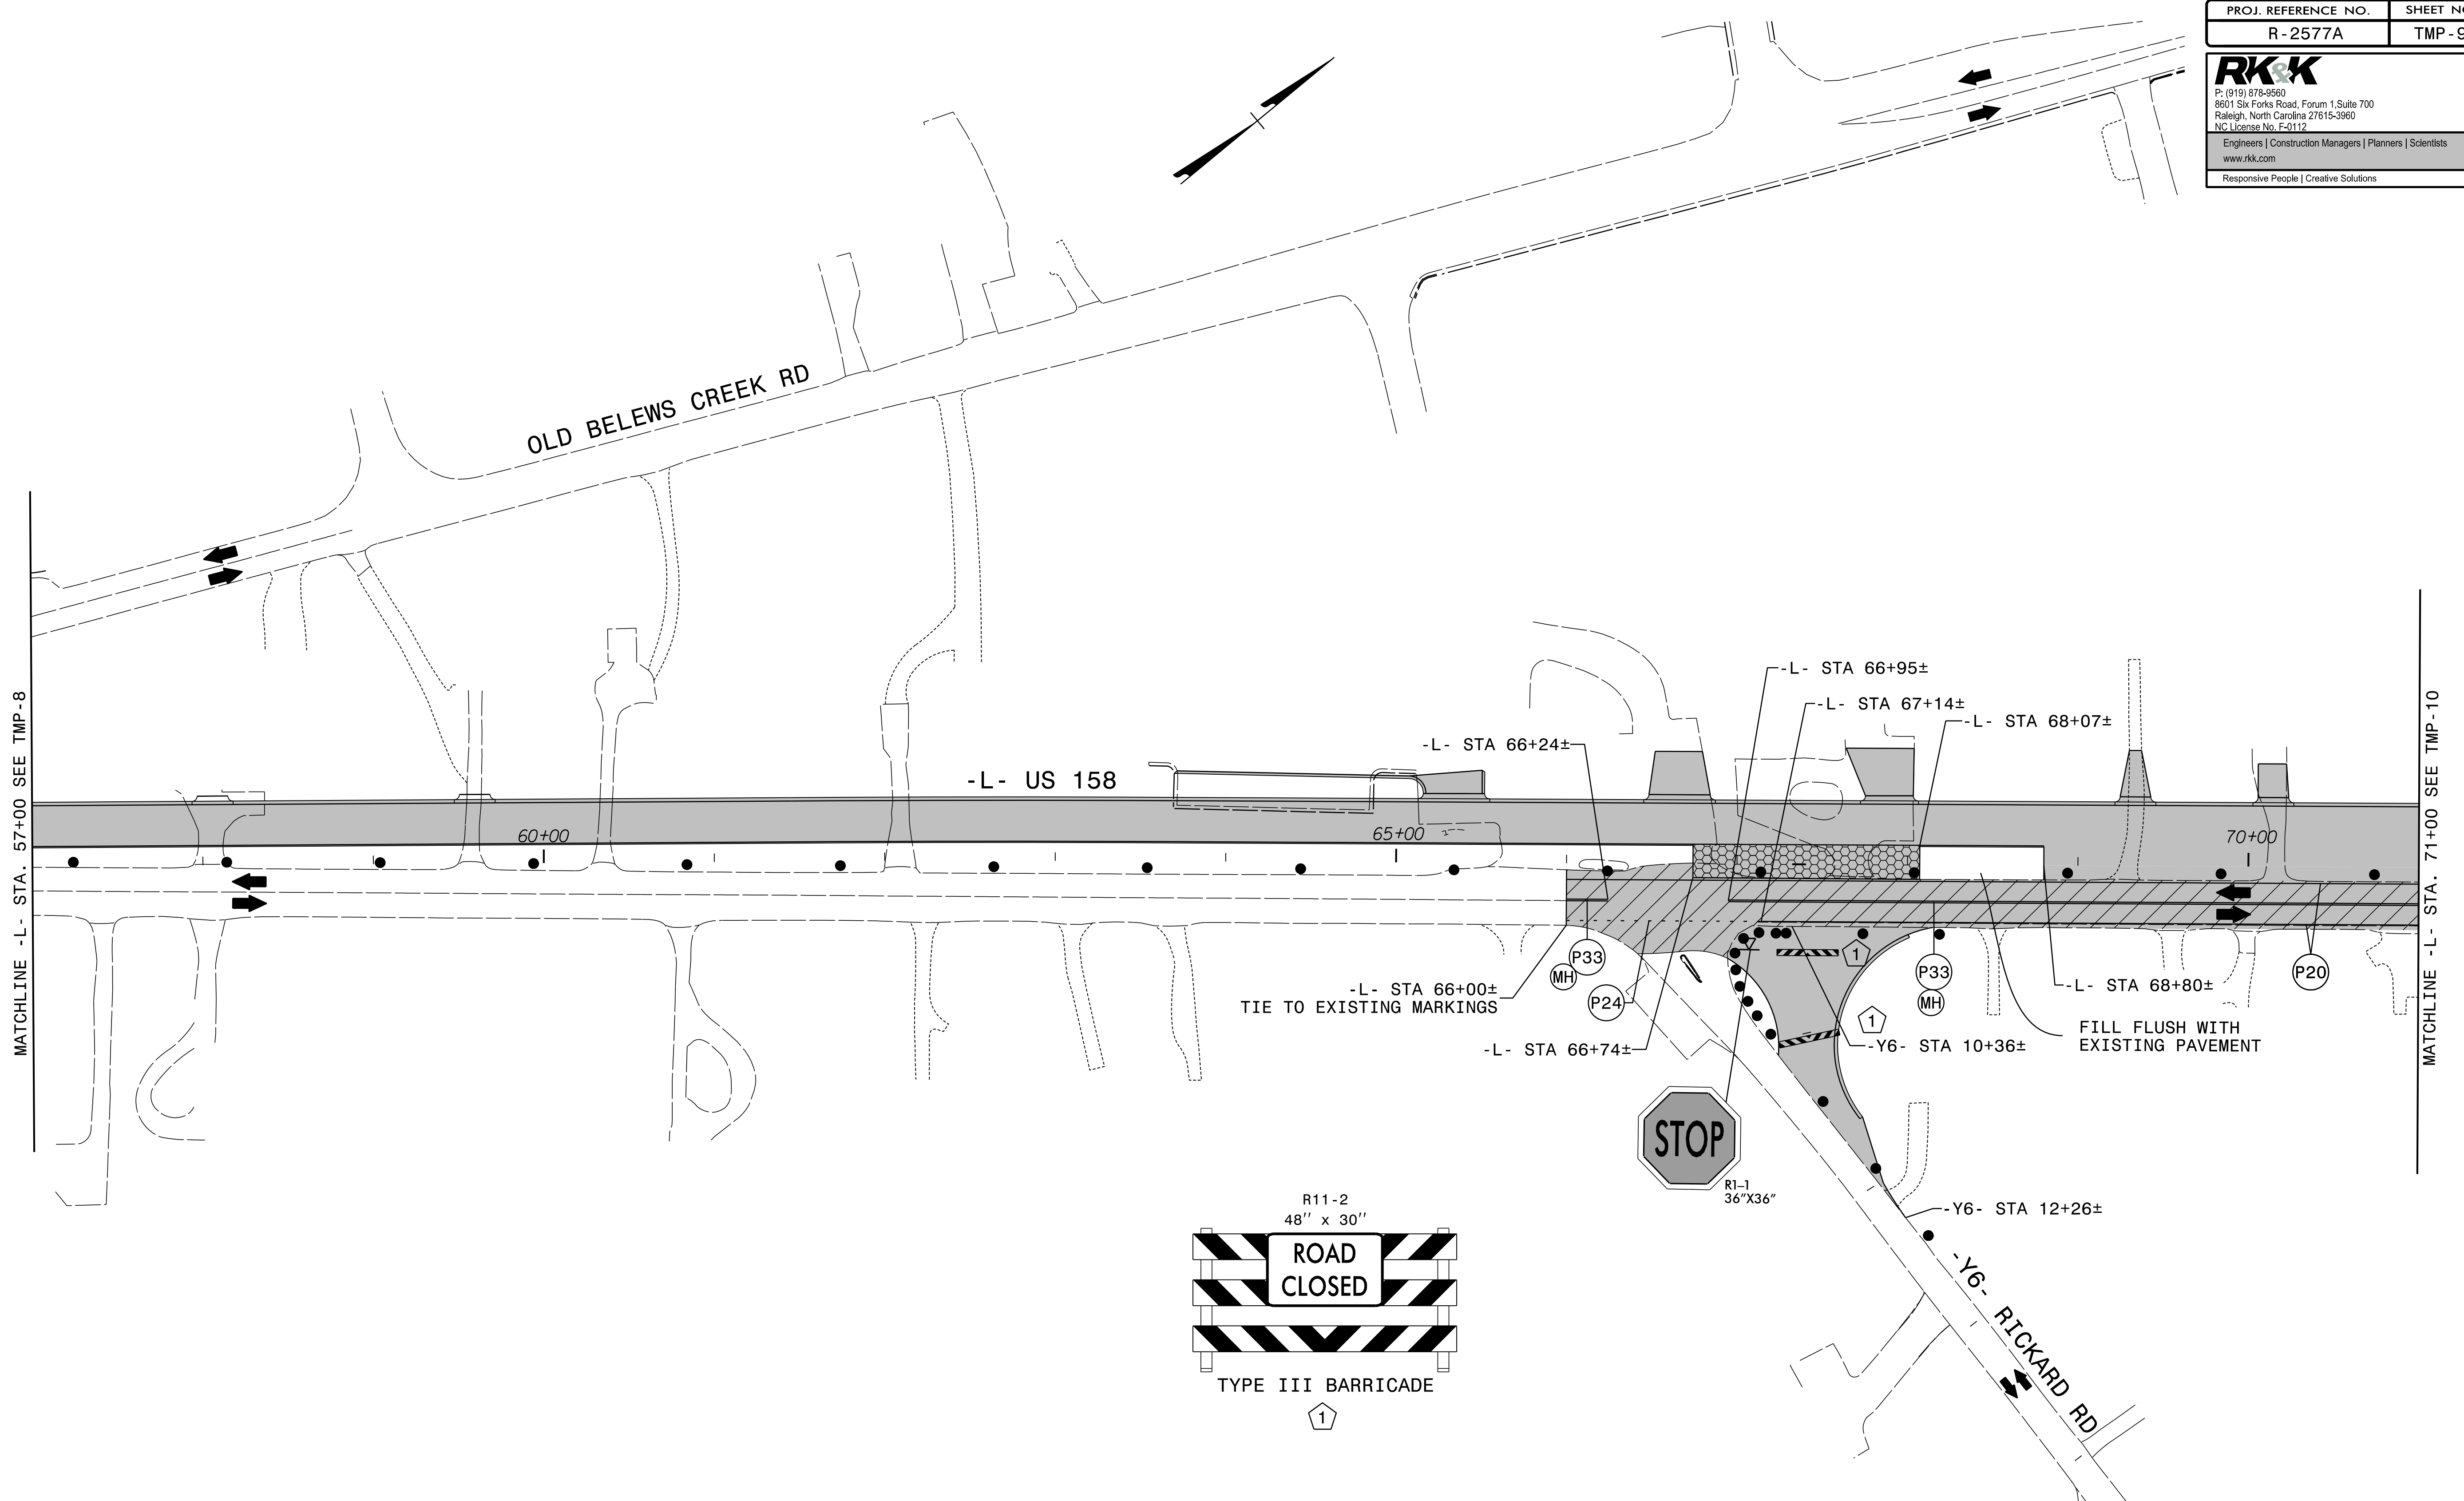 PROJ. REFERENCE NO. SHEET NO
R-2577A TMP-9
RK&K
P: (919) 878-9560
8601 Six Forks Road, Forum 1,Suite 700
Raleigh, North Carolina 27615-3960
NC License No. F-0112
Engineers | Construction Managers | Planners | Scientists
www.rkk.com
Responsive People | Creative Solutions
OLD BELEWS CREEK RD
MATCHLINE -L- STA. 57+00 SEE TMP-8
MATCHLINE -L- STA. 71+00 SEE TMP-10
-L- STA 66+95±
-L- STA 67+14±
-L- STA 68+07±
-L- STA 66+24±
-L- US 158
60+00
65+00
70+00
1
P33
MH
P24
P33
MH
P20
-L- STA 66+00±
TIE TO EXISTING MARKINGS
-L- STA 68+80±
1
FILL FLUSH WITH
EXISTING PAVEMENT
-L- STA 66+74±
-Y6- STA 10+36±
STOP
R1-1
36"X36"
-Y6- STA 12+26±
-Y6- RICKARD RD
R11-2
48'' x 30''
ROAD
CLOSED
TYPE III BARRICADE
1